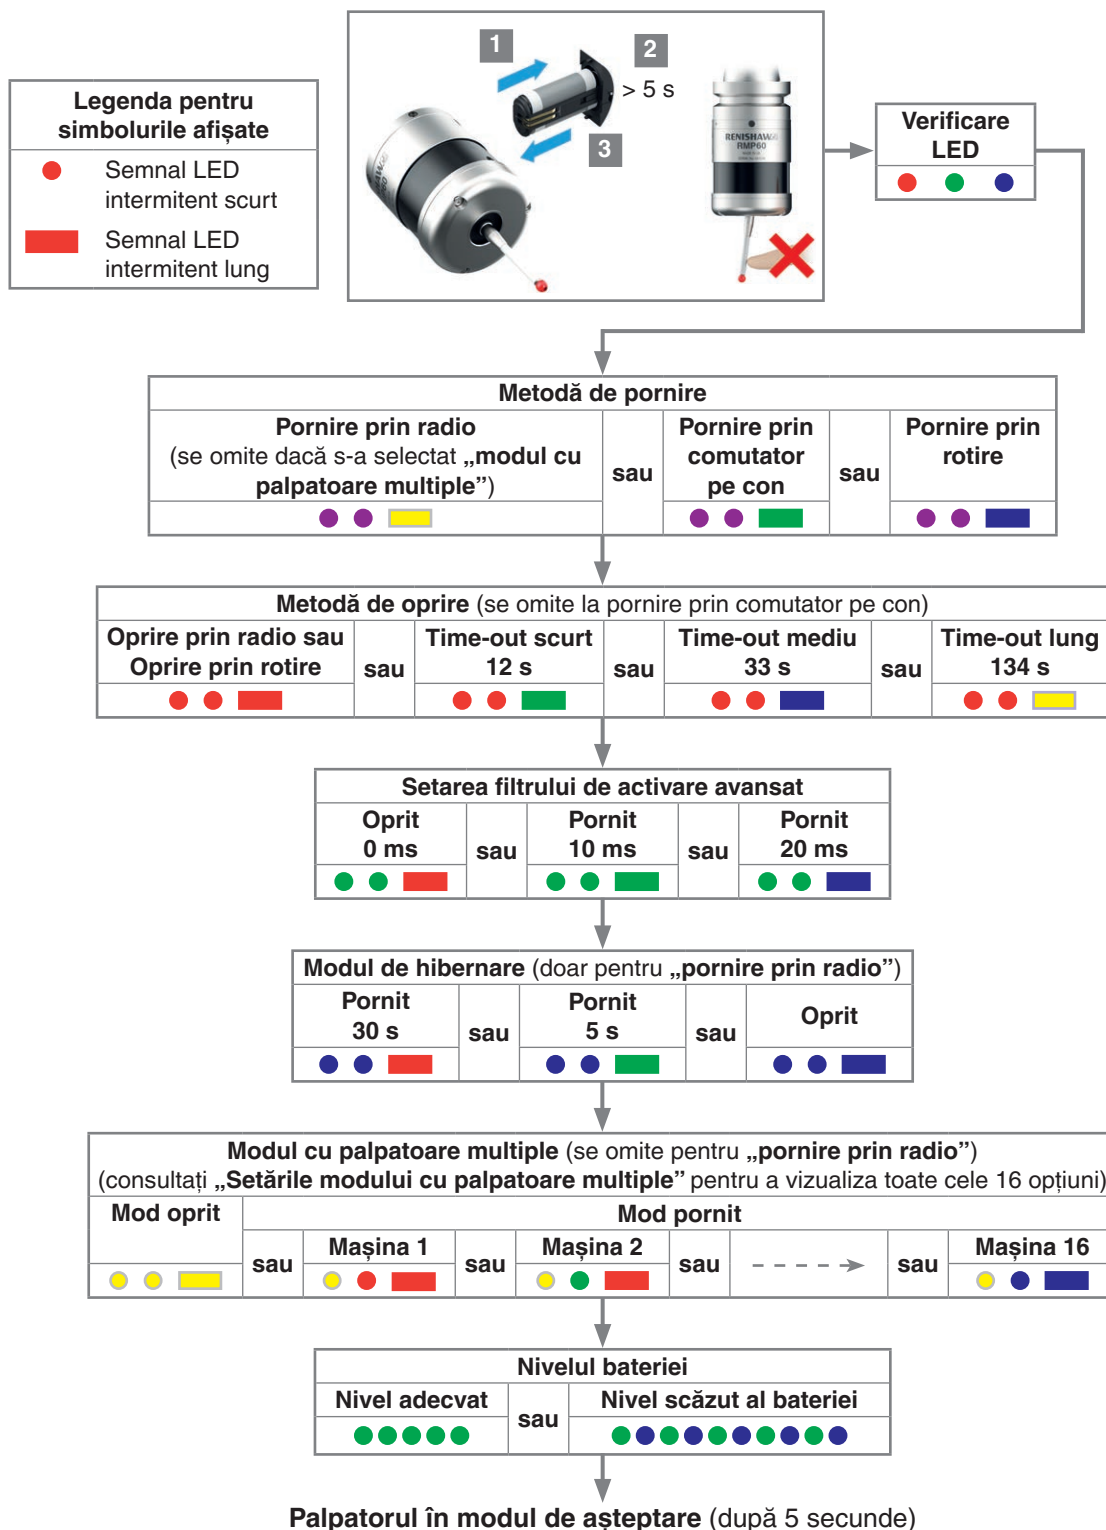 Legenda pentru
simbolurile afișate
Semnal LED
intermitent scurt
Semnal LED
intermitent lung
1
2
> 5 s
3
RENISHAW
RMP60
Verificare
LED
Metodă de pornire
Pornire prin radio
(se omite dacă s-a selectat „modul cu
palpatoare multiple”)
sau
Pornire prin
comutator
pe con
sau
Pornire prin
rotire
Metodă de oprire (se omite la pornire prin comutator pe con)
Oprire prin radio sau
Oprire prin rotire
sau
Time-out scurt
12 s
sau
Time-out mediu
33 s
sau
Time-out lung
134 s
Setarea filtrului de activare avansat
Oprit
0 ms
sau
Pornit
10 ms
sau
Pornit
20 ms
Modul de hibernare (doar pentru „pornire prin radio”)
Pornit
30 s
sau
Pornit
5 s
sau
Oprit
Modul cu palpatoare multiple (se omite pentru „pornire prin radio”)
(consultați „Setările modului cu palpatoare multiple” pentru a vizualiza toate cele 16 opțiuni)
Mod oprit
Mod pornit
sau
Mașina 1
sau
Mașina 2
sau
sau
Mașina 16
Nivelul bateriei
Nivel adecvat
sau
Nivel scăzut al bateriei
Palpatorul în modul de așteptare (după 5 secunde)